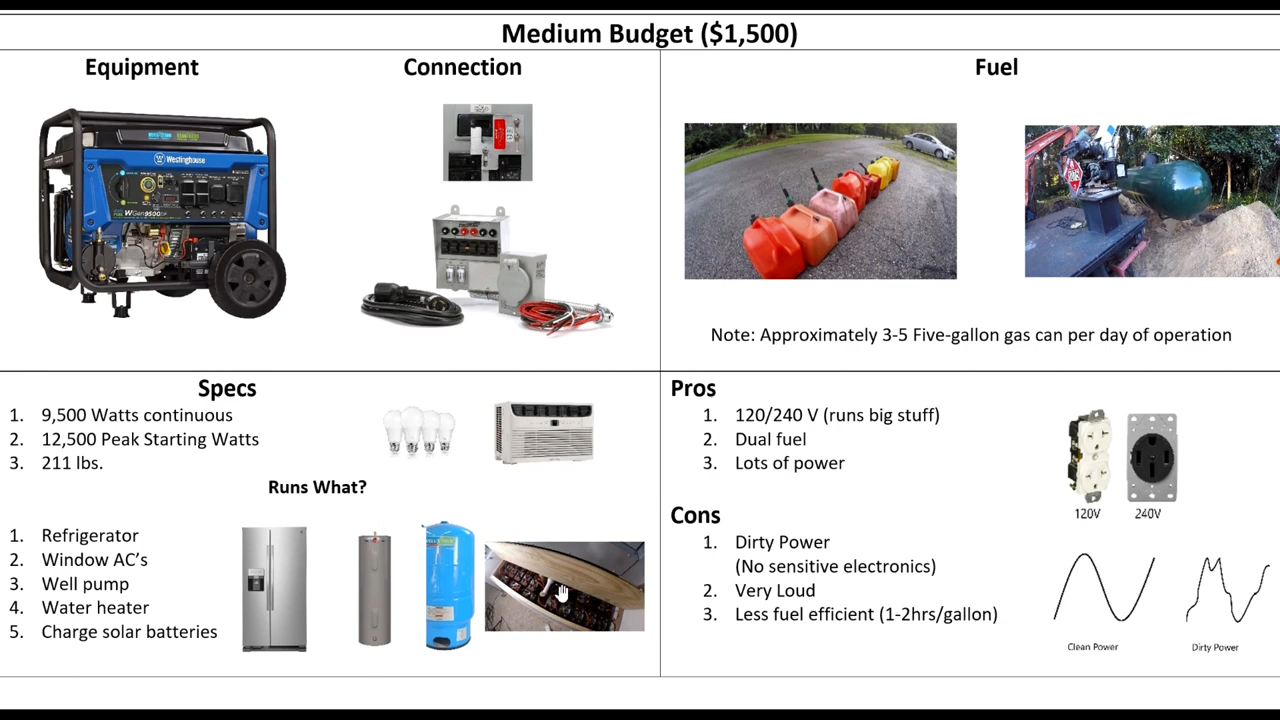 Medium Budget ($1,500)
Equipment
Connection
Fuel
Westinghouse
WGen9500DF
Note: Approximately 3-5 Five-gallon gas can per day of operation
Specs
1. 9,500 Watts continuous
2. 12,500 Peak Starting Watts
3. 211 lbs.
Runs What?
1. Refrigerator
2. Window AC’s
3. Well pump
4. Water heater
5. Charge solar batteries
Pros
1. 120/240 V (runs big stuff)
2. Dual fuel
3. Lots of power
120V
240V
Cons
1. Dirty Power
(No sensitive electronics)
2. Very Loud
3. Less fuel efficient (1-2hrs/gallon)
Clean Power
Dirty Power